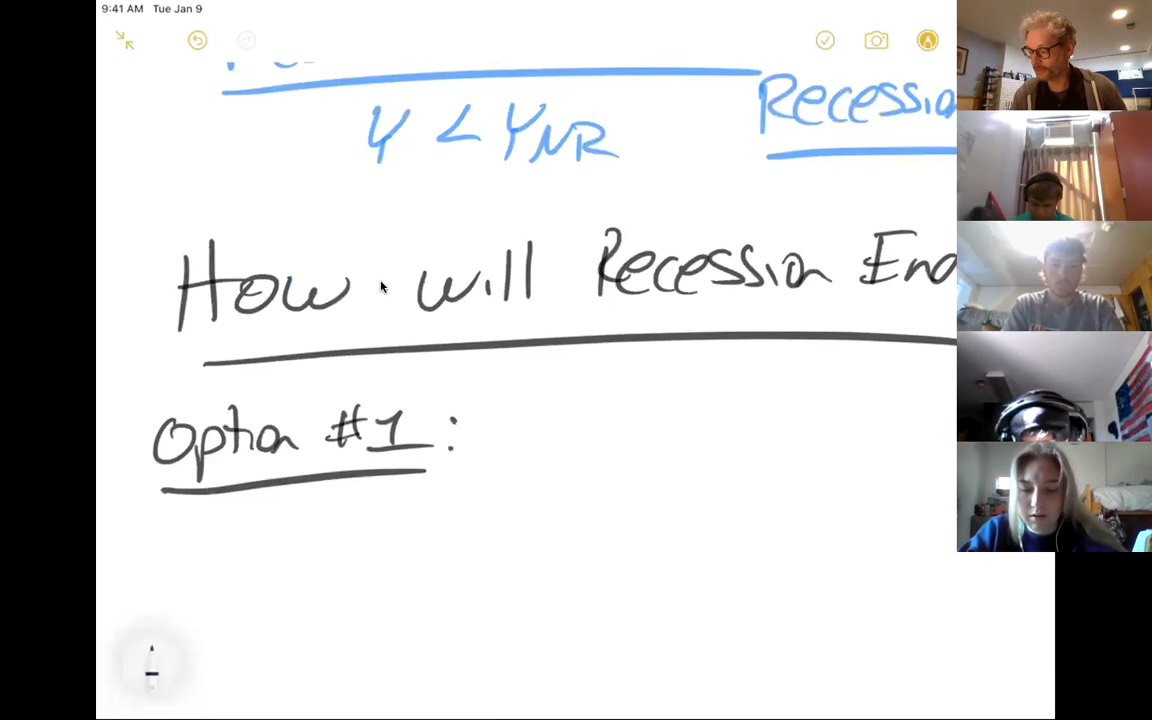 9:41 AM Tue Jan 9
Y < YNR
Recessio
How will Recession End
Option #1: